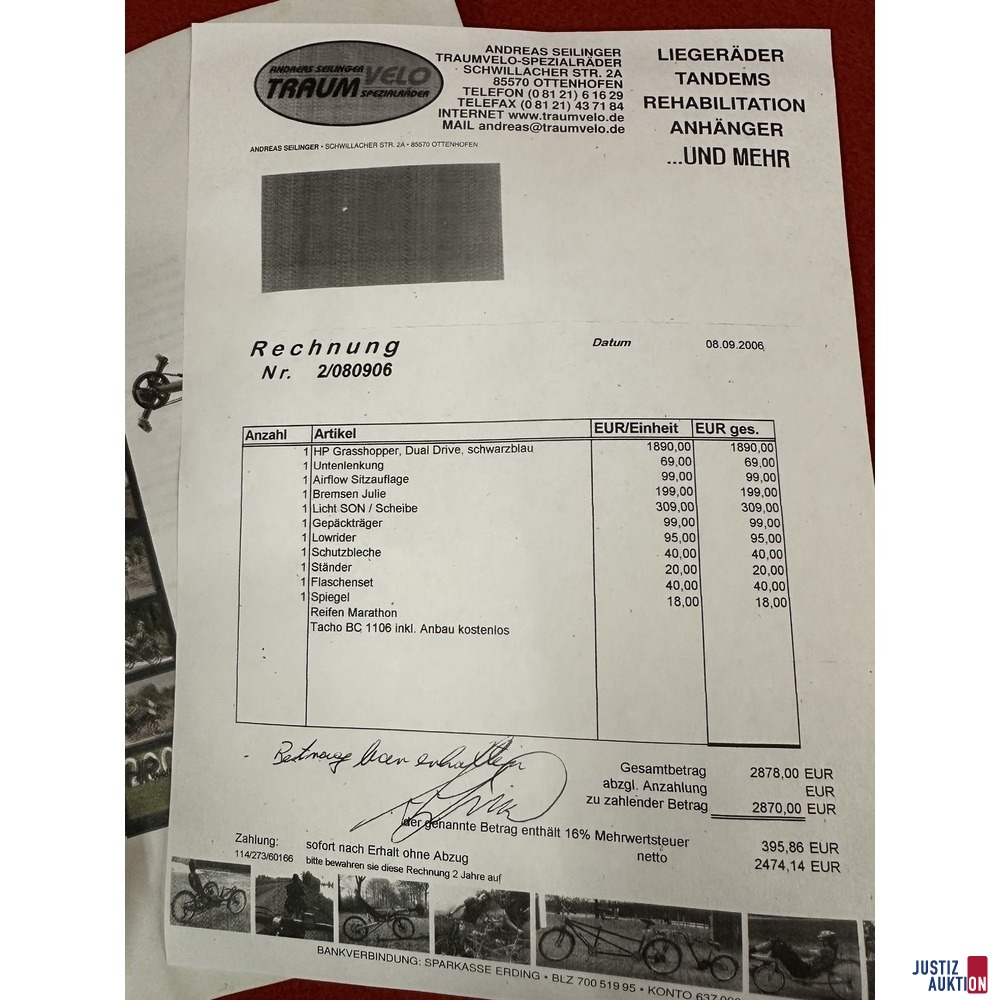 ANDREAS SEILINGER
TRAUMVELO
SPEZIALRÄDER
ANDREAS SEILINGER
TRAUMVELO-SPEZIALRÄDER
SCHWILLACHER STR. 2A
85570 OTTENHOFEN
TELEFON (0 81 21) 6 16 29
TELEFAX (0 81 21) 43 71 84
INTERNET www.traumvelo.de
MAIL andreas@traumvelo.de
LIEGERÄDER
TANDEMS
REHABILITATION
ANHÄNGER
...UND MEHR
ANDREAS SEILINGER • SCHWILLACHER STR. 2A • 85570 OTTENHOFEN
Rechnung
Nr. 2/080906
Datum 08.09.2006
Anzahl Artikel EUR/Einheit EUR ges.
1 HP Grasshopper, Dual Drive, schwarzblau 1890,00 1890,00
1 Untenlenkung 69,00 69,00
1 Airflow Sitzauflage 99,00 99,00
1 Bremsen Julie 199,00 199,00
1 Licht SON / Scheibe 309,00 309,00
1 Gepäckträger 99,00 99,00
1 Lowrider 95,00 95,00
1 Schutzbleche 40,00 40,00
1 Ständer 20,00 20,00
1 Flaschenset 40,00 40,00
1 Spiegel 18,00 18,00
Reifen Marathon
Tacho BC 1106 inkl. Anbau kostenlos
Betrag bar erhalten
Gesamtbetrag 2878,00 EUR
abzgl. Anzahlung EUR
zu zahlender Betrag 2870,00 EUR
der genannte Betrag enthält 16% Mehrwertsteuer 395,86 EUR
netto 2474,14 EUR
Zahlung: sofort nach Erhalt ohne Abzug
114/273/60166 bitte bewahren sie diese Rechnung 2 Jahre auf
BANKVERBINDUNG: SPARKASSE ERDING • BLZ 700 519 95 • KONTO 637
JUSTIZ
AUKTION